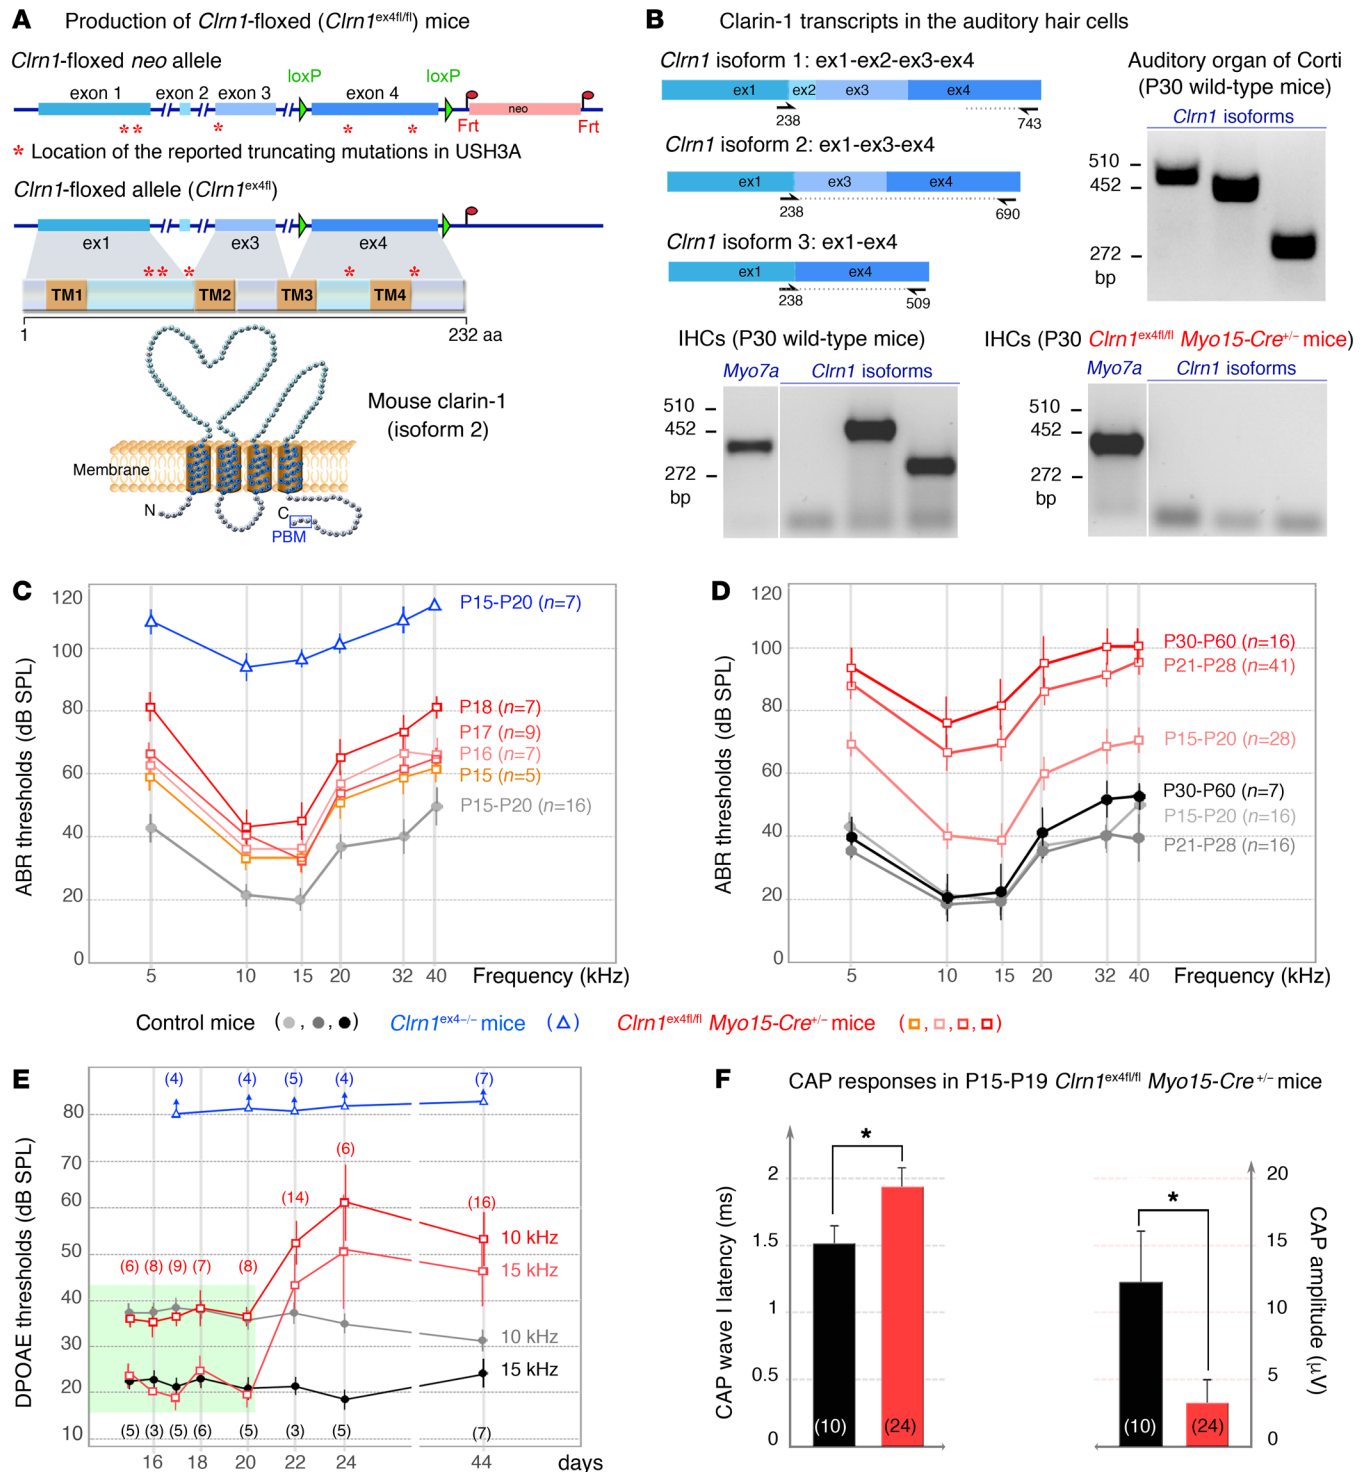 A Production of Clrn1-floxed (Clrn1ex4fl/fl) mice
Clrn1-floxed neo allele
loxP loxP
exon 1 exon 2 exon 3 exon 4
neo
** * * * Frt Frt
* Location of the reported truncating mutations in USH3A
Clrn1-floxed allele (Clrn1ex4fl)
ex1 ex3 ex4
** * * *
TM1 TM2 TM3 TM4
1 232 aa
Mouse clarin-1
(isoform 2)
Membrane
N C
PBM
B Clarin-1 transcripts in the auditory hair cells
Clrn1 isoform 1: ex1-ex2-ex3-ex4
ex1 ex2 ex3 ex4
238 743
Clrn1 isoform 2: ex1-ex3-ex4
ex1 ex3 ex4
238 690
Clrn1 isoform 3: ex1-ex4
ex1 ex4
238 509
Auditory organ of Corti
(P30 wild-type mice)
Clrn1 isoforms
510
452
272
bp
IHCs (P30 wild-type mice)
Myo7a Clrn1 isoforms
510
452
272
bp
IHCs (P30 Clrn1ex4fl/fl Myo15-Cre+/– mice)
Myo7a Clrn1 isoforms
510
452
272
bp
C
ABR thresholds (dB SPL)
120
100
80
60
40
20
0
P15-P20 (n=7)
P18 (n=7)
P17 (n=9)
P16 (n=7)
P15 (n=5)
P15-P20 (n=16)
5 10 15 20 32 40 Frequency (kHz)
D
ABR thresholds (dB SPL)
120
100
80
60
40
20
0
P30-P60 (n=16)
P21-P28 (n=41)
P15-P20 (n=28)
P30-P60 (n=7)
P15-P20 (n=16)
P21-P28 (n=16)
5 10 15 20 32 40 Frequency (kHz)
Control mice ( , , ) Clrn1ex4–/– mice ( ) Clrn1ex4fl/fl Myo15-Cre+/– mice ( , , , )
E
DPOAE thresholds (dB SPL)
80
70
60
50
40
30
20
10
(4) (4) (5) (4) (7)
(6) (8) (9) (7) (8) (14) (6) (16)
10 kHz
15 kHz
10 kHz
15 kHz
(5) (3) (5) (6) (5) (3) (5) (7)
16 18 20 22 24 44 days
F CAP responses in P15-P19 Clrn1ex4fl/fl Myo15-Cre+/– mice
CAP wave I latency (ms)
2
1.5
1
0.5
0
*
(10) (24)
*
(10) (24)
20
15
10
5
0
CAP amplitude (µV)